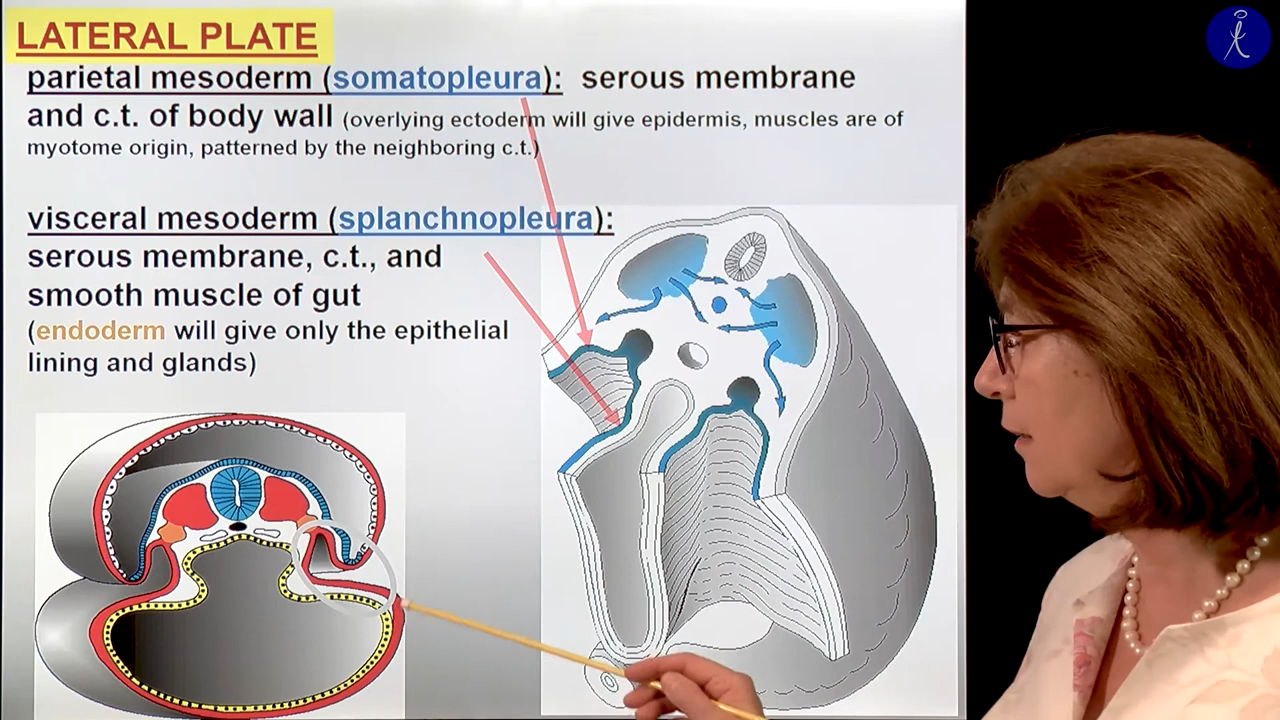 LATERAL PLATE
parietal mesoderm (somatopleura): serous membrane
and c.t. of body wall (overlying ectoderm will give epidermis, muscles are of
myotome origin, patterned by the neighboring c.t.)
visceral mesoderm (splanchnopleura):
serous membrane, c.t., and
smooth muscle of gut
(endoderm will give only the epithelial
lining and glands)